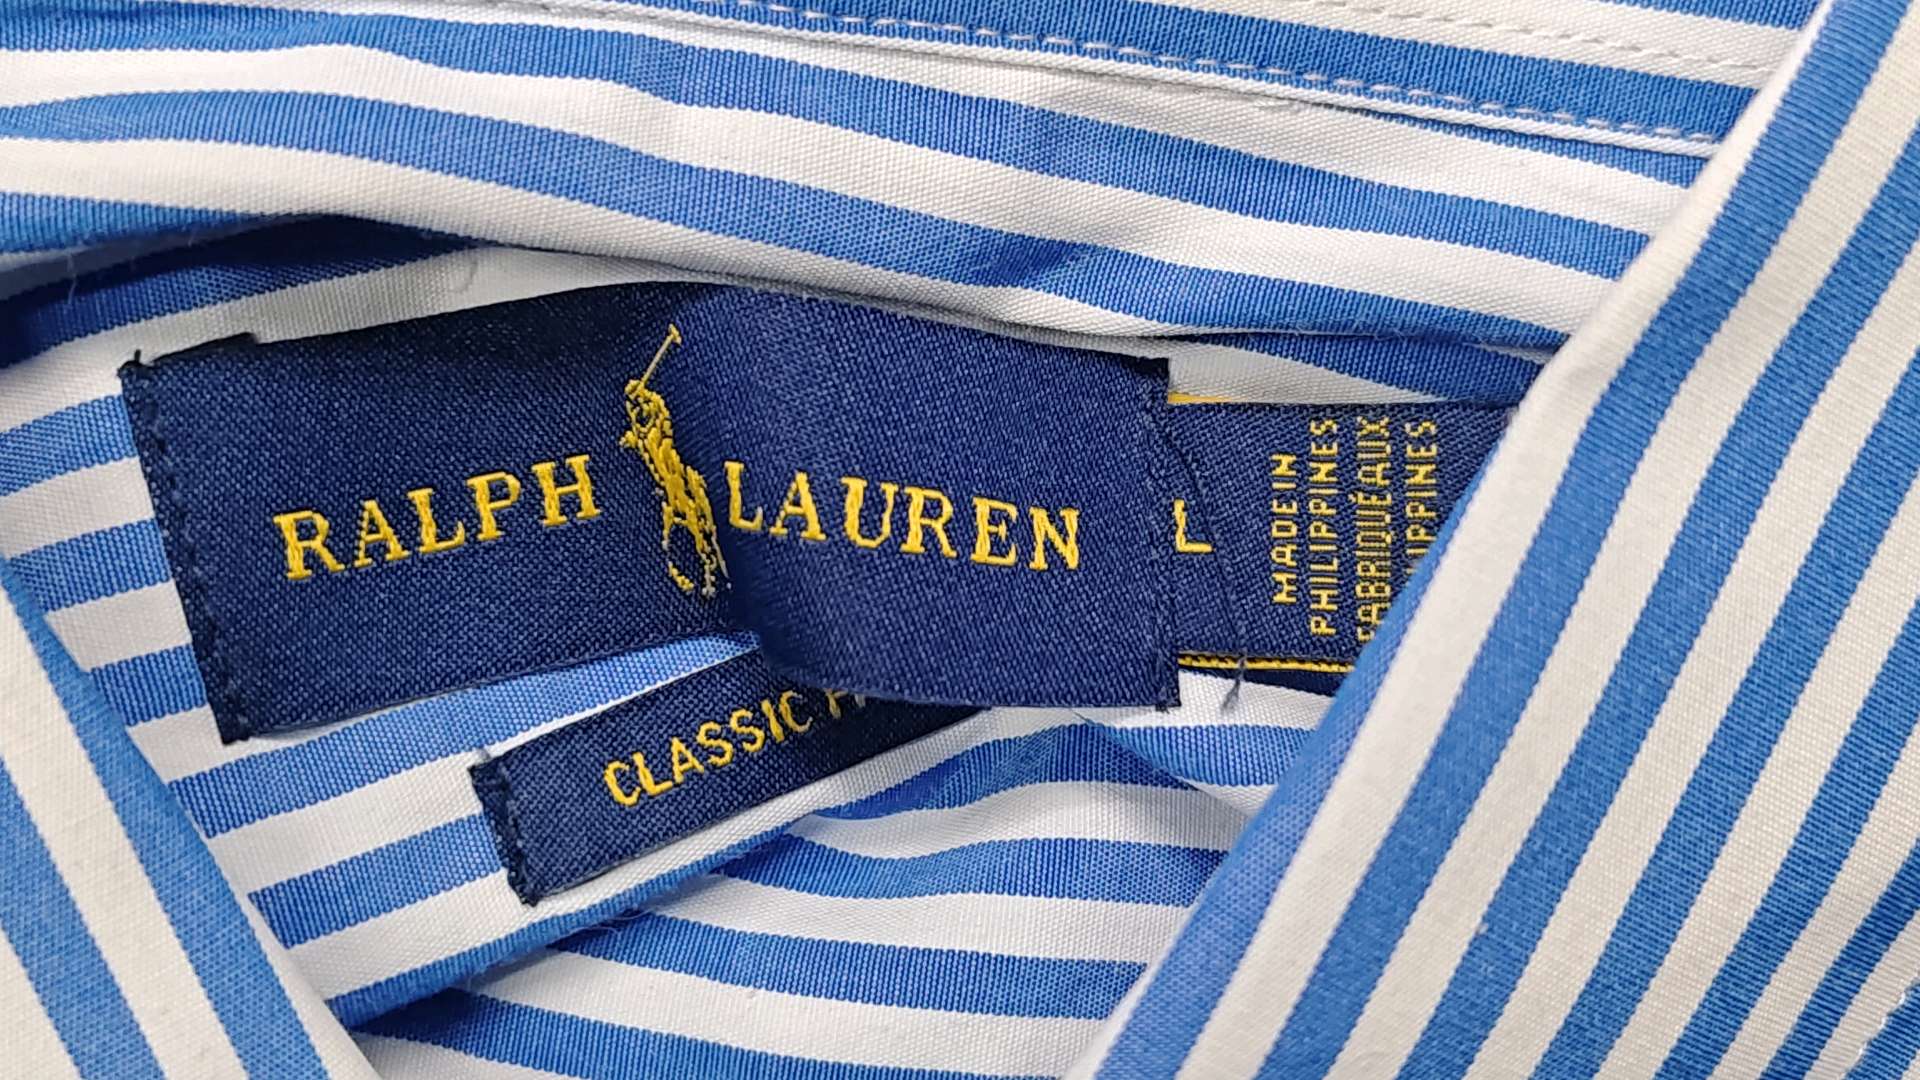 RALPH LAUREN
L
MADE IN
PHILIPPINES
FABRIQUÉ AUX
CLASSIC